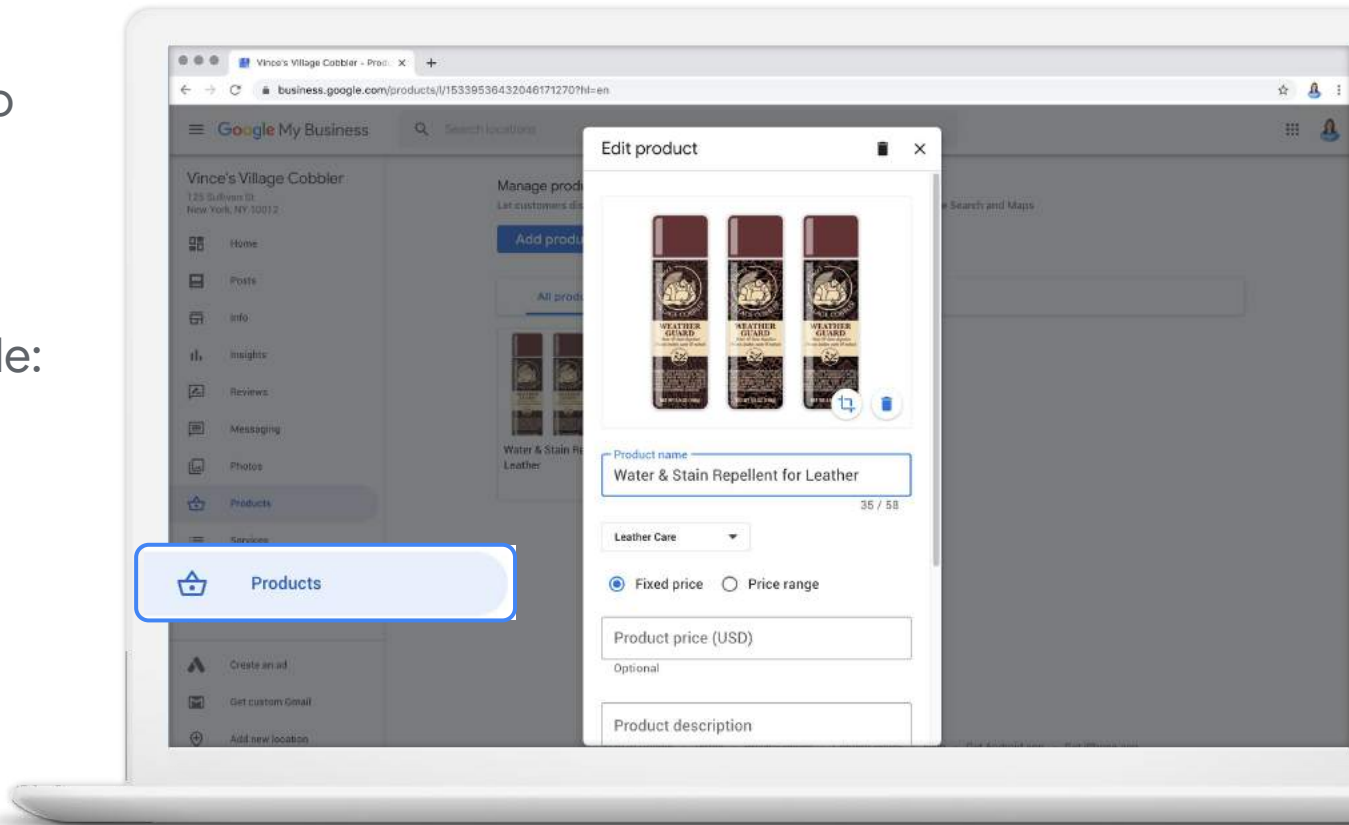 Vince's Village Cobbler - Prod
business.google.com/products/l/15339536432046171270?hl=en
Google My Business
Search locations
Edit product
Vince's Village Cobbler
125 Sullivan St
New York, NY 10012
Manage prod
Let customers dis
e Search and Maps
Add produ
Home
Posts
Info
Insights
Reviews
Messaging
Photos
Products
Services
Products
Create an ad
Get custom Gmail
Add new location
All produ
Water & Stain Re
Leather
WEATHER
GUARD
WEATHER
GUARD
WEATHER
GUARD
Product name
Water & Stain Repellent for Leather
35 / 58
Leather Care
Fixed price
Price range
Product price (USD)
Optional
Product description
o
le: